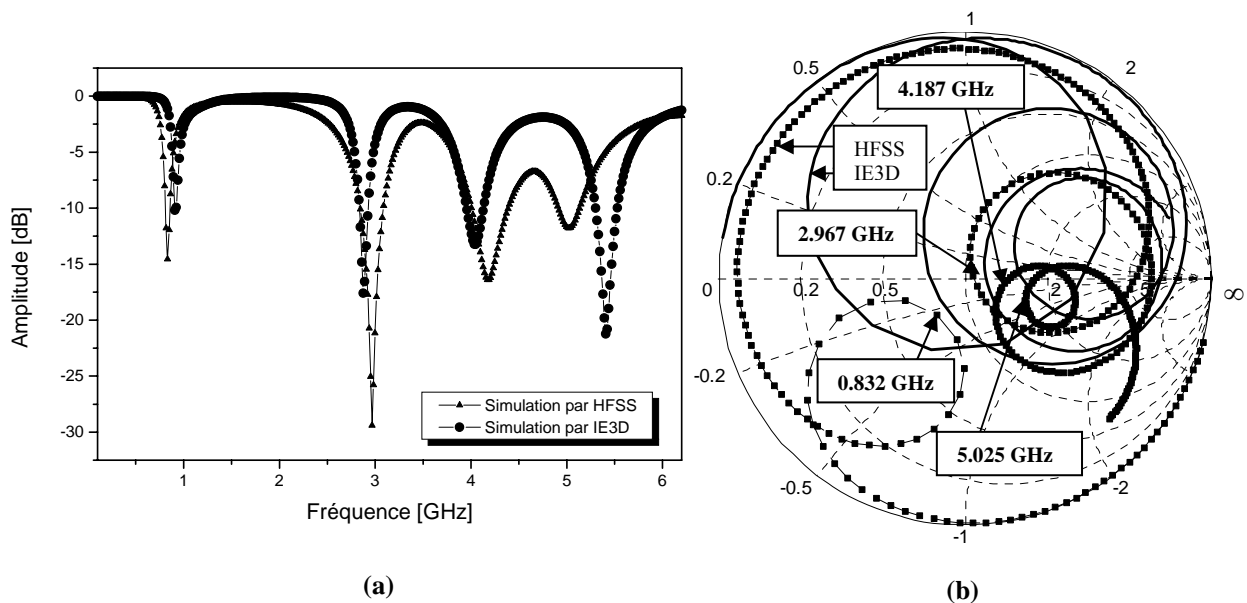 0
-5
-10
-15
-20
-25
-30
Amplitude [dB]
1
2
3
4
5
6
Fréquence [GHz]
Simulation par HFSS
Simulation par IE3D
(a)
1
0.5
2
4.187 GHz
HFSS
IE3D
0.2
2.967 GHz
0
0.2
0.5
2
5
∞
-0.2
0.832 GHz
5.025 GHz
-0.5
-2
-1
(b)